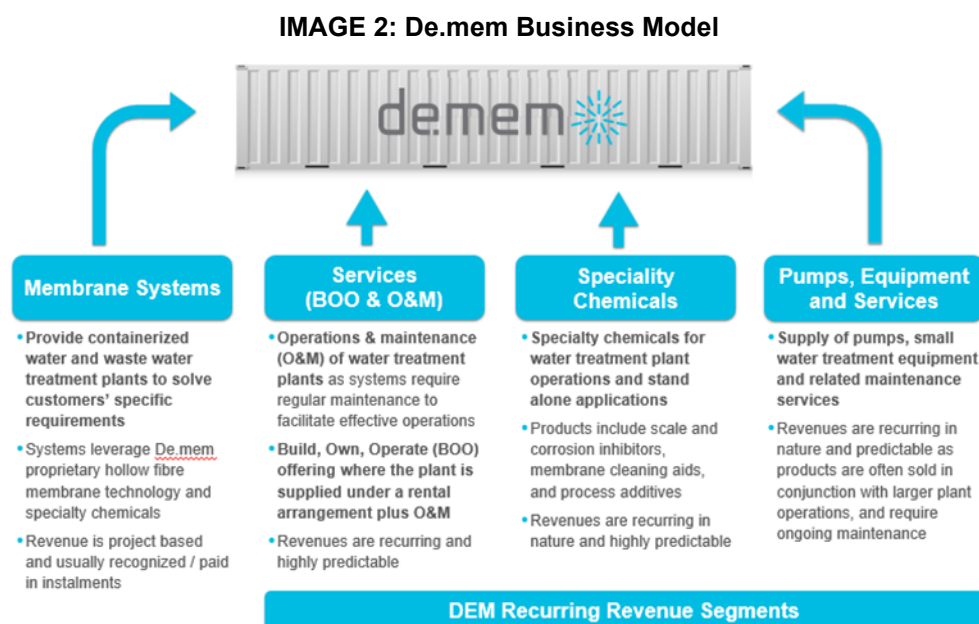 IMAGE 2: De.mem Business Model
de.mem
Membrane Systems
• Provide containerized
water and waste water
treatment plants to solve
customers' specific
requirements
• Systems leverage De.mem
proprietary hollow fibre
membrane technology and
specialty chemicals
• Revenue is project based
and usually recognized / paid
in instalments
Services
(BOO & O&M)
• Operations & maintenance
(O&M) of water treatment
plants as systems require
regular maintenance to
facilitate effective operations
• Build, Own, Operate (BOO)
offering where the plant is
supplied under a rental
arrangement plus O&M
• Revenues are recurring and
highly predictable
Speciality
Chemicals
• Specialty chemicals for
water treatment plant
operations and stand
alone applications
• Products include scale and
corrosion inhibitors,
membrane cleaning aids,
and process additives
• Revenues are recurring in
nature and highly predictable
Pumps, Equipment
and Services
• Supply of pumps, small
water treatment equipment
and related maintenance
services
• Revenues are recurring in
nature and predictable as
products are often sold in
conjunction with larger plant
operations, and require
ongoing maintenance
DEM Recurring Revenue Segments